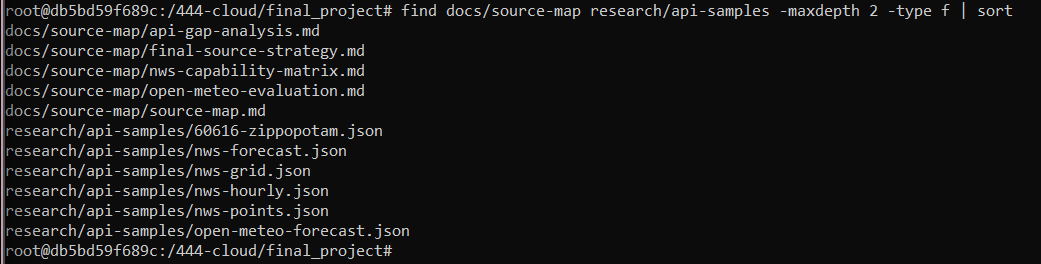 root@db5bd59f689c:/444-cloud/final_project# find docs/source-map research/api-samples -maxdepth 2 -type f | sort
docs/source-map/api-gap-analysis.md
docs/source-map/final-source-strategy.md
docs/source-map/nws-capability-matrix.md
docs/source-map/open-meteo-evaluation.md
docs/source-map/source-map.md
research/api-samples/60616-zippopotam.json
research/api-samples/nws-forecast.json
research/api-samples/nws-grid.json
research/api-samples/nws-hourly.json
research/api-samples/nws-points.json
research/api-samples/open-meteo-forecast.json
root@db5bd59f689c:/444-cloud/final_project#